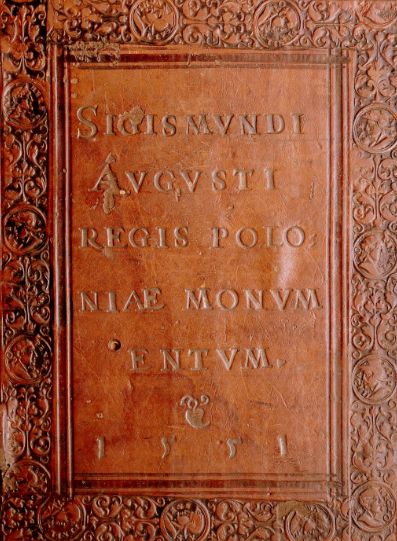 SIGISMVNDI
AVGVSTI
REGIS POLO:
NIAE MONVM
ENTVM.
1551